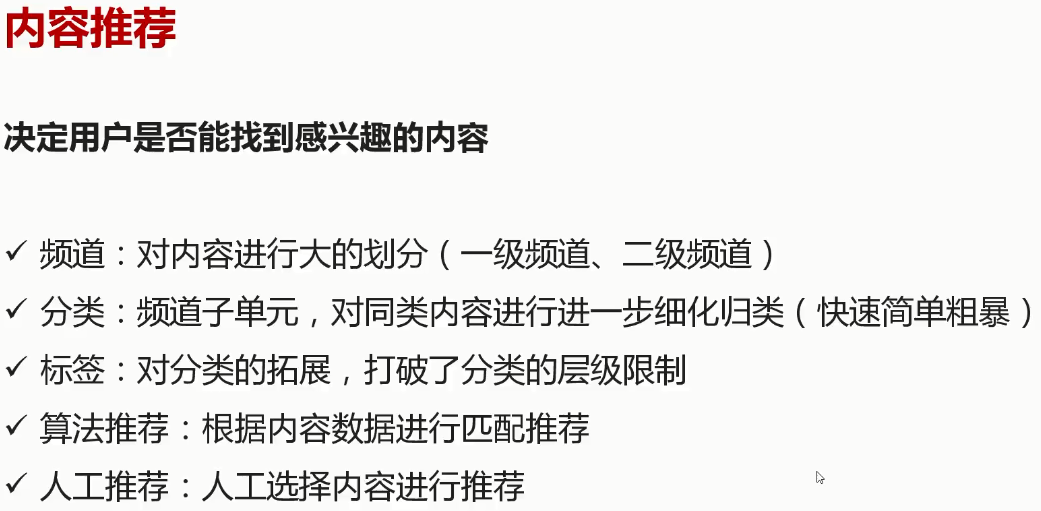 内容推荐
决定用户是否能找到感兴趣的内容
✓ 频道：对内容进行大的划分（一级频道、二级频道）
✓ 分类：频道子单元，对同类内容进行进一步细化归类（快速简单粗暴）
✓ 标签：对分类的拓展，打破了分类的层级限制
✓ 算法推荐：根据内容数据进行匹配推荐
✓ 人工推荐：人工选择内容进行推荐